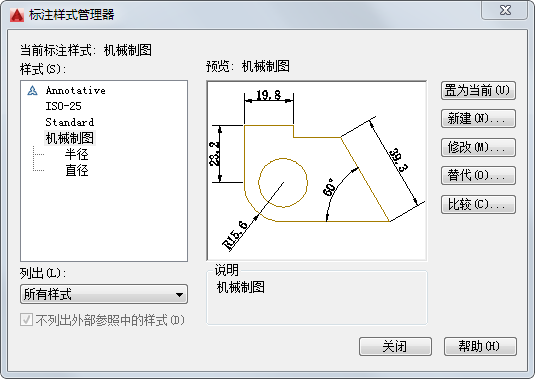 标注样式管理器
当前标注样式: 机械制图
样式(S):
Annotative
ISO-25
Standard
机械制图
半径
直径
列出(L):
所有样式
不列出外部参照中的样式(D)
预览: 机械制图
19.8
23.2
39.3
60°
R15.6
说明
机械制图
置为当前(U)
新建(N)...
修改(M)...
替代(O)...
比较(C)...
关闭
帮助(H)